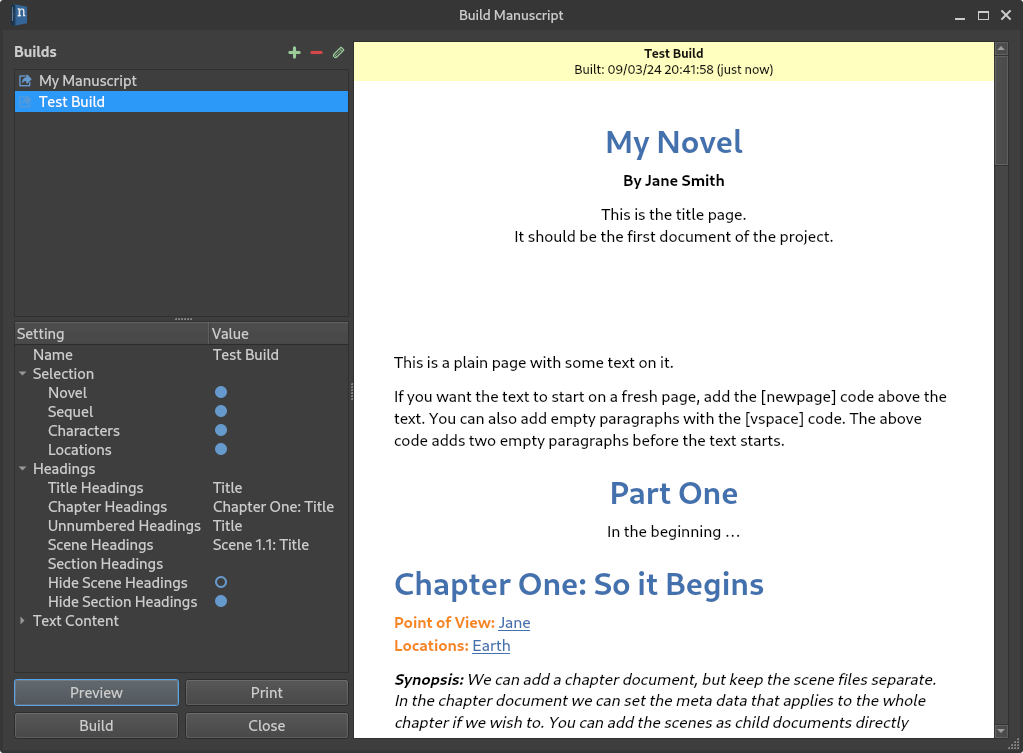 n
Build Manuscript
Builds
My Manuscript
Test Build
Setting Value
Name Test Build
Selection
Novel
Sequel
Characters
Locations
Headings
Title Headings Title
Chapter Headings Chapter One: Title
Unnumbered Headings Title
Scene Headings Scene 1.1: Title
Section Headings
Hide Scene Headings
Hide Section Headings
Text Content
Preview Print
Build Close
Test Build
Built: 09/03/24 20:41:58 (just now)
My Novel
By Jane Smith
This is the title page.
It should be the first document of the project.
This is a plain page with some text on it.
If you want the text to start on a fresh page, add the [newpage] code above the
text. You can also add empty paragraphs with the [vspace] code. The above
code adds two empty paragraphs before the text starts.
Part One
In the beginning …
Chapter One: So it Begins
Point of View: Jane
Locations: Earth
Synopsis: We can add a chapter document, but keep the scene files separate.
In the chapter document we can set the meta data that applies to the whole
chapter if we wish to. You can add the scenes as child documents directly